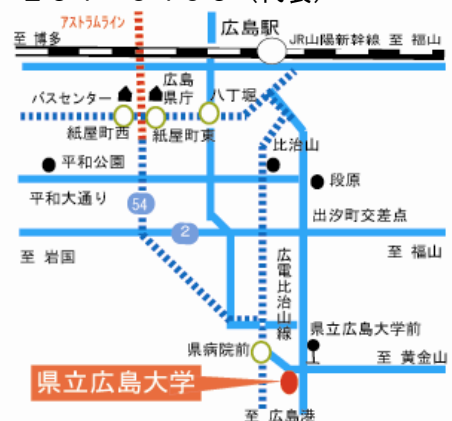 アストラムライン
広島駅
至 博多
JR山陽新幹線 至 福山
バスセンター
広島
県庁
八丁堀
紙屋町西
紙屋町東
平和公園
比治山
段原
平和大通り
54
出汐町交差点
2
至 岩国
至 福山
広電比治山線
県立広島大学前
県病院前
至 黄金山
県立広島大学
至 広島港